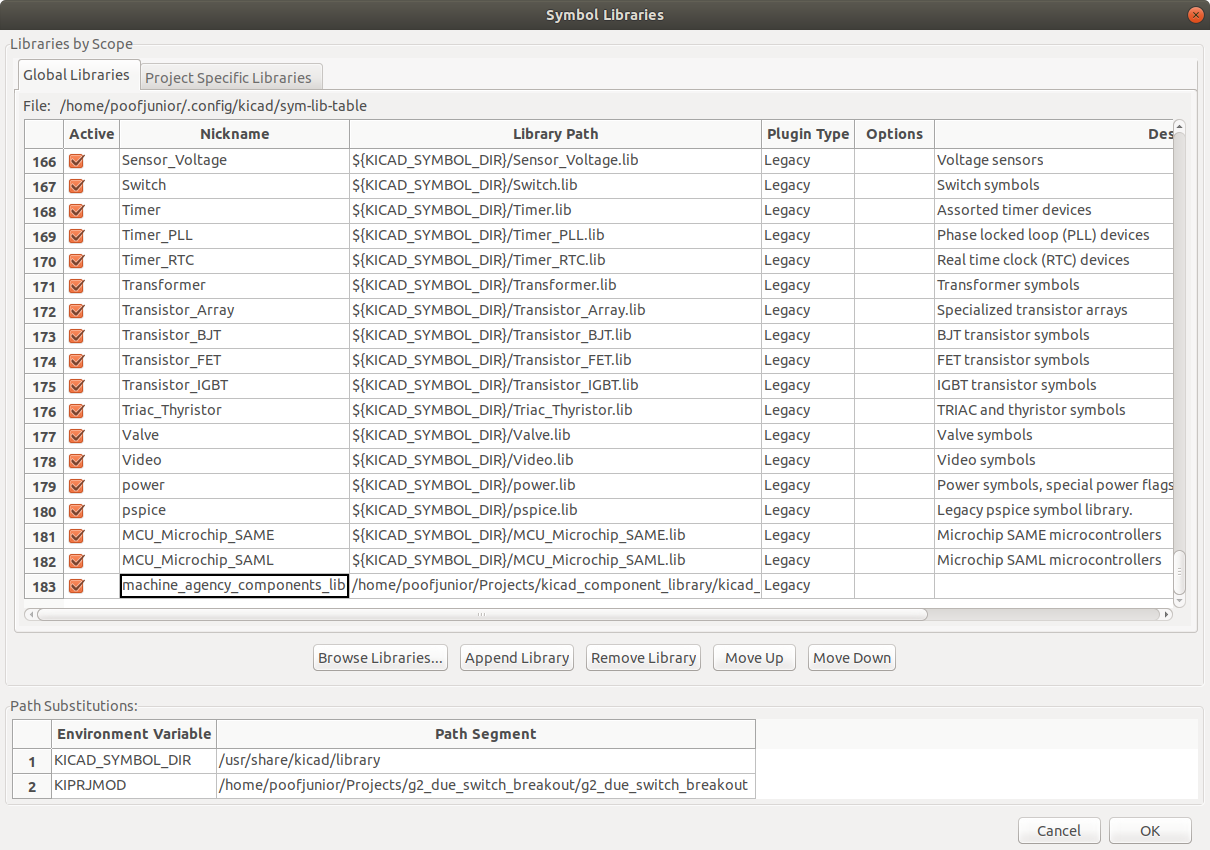 Symbol Libraries
Libraries by Scope
Global Libraries Project Specific Libraries
File: /home/poofjunior/.config/kicad/sym-lib-table
Active Nickname Library Path Plugin Type Options Des
166 Sensor_Voltage ${KICAD_SYMBOL_DIR}/Sensor_Voltage.lib Legacy Voltage sensors
167 Switch ${KICAD_SYMBOL_DIR}/Switch.lib Legacy Switch symbols
168 Timer ${KICAD_SYMBOL_DIR}/Timer.lib Legacy Assorted timer devices
169 Timer_PLL ${KICAD_SYMBOL_DIR}/Timer_PLL.lib Legacy Phase locked loop (PLL) devices
170 Timer_RTC ${KICAD_SYMBOL_DIR}/Timer_RTC.lib Legacy Real time clock (RTC) devices
171 Transformer ${KICAD_SYMBOL_DIR}/Transformer.lib Legacy Transformer symbols
172 Transistor_Array ${KICAD_SYMBOL_DIR}/Transistor_Array.lib Legacy Specialized transistor arrays
173 Transistor_BJT ${KICAD_SYMBOL_DIR}/Transistor_BJT.lib Legacy BJT transistor symbols
174 Transistor_FET ${KICAD_SYMBOL_DIR}/Transistor_FET.lib Legacy FET transistor symbols
175 Transistor_IGBT ${KICAD_SYMBOL_DIR}/Transistor_IGBT.lib Legacy IGBT transistor symbols
176 Triac_Thyristor ${KICAD_SYMBOL_DIR}/Triac_Thyristor.lib Legacy TRIAC and thyristor symbols
177 Valve ${KICAD_SYMBOL_DIR}/Valve.lib Legacy Valve symbols
178 Video ${KICAD_SYMBOL_DIR}/Video.lib Legacy Video symbols
179 power ${KICAD_SYMBOL_DIR}/power.lib Legacy Power symbols, special power flags
180 pspice ${KICAD_SYMBOL_DIR}/pspice.lib Legacy Legacy pspice symbol library.
181 MCU_Microchip_SAME ${KICAD_SYMBOL_DIR}/MCU_Microchip_SAME.lib Legacy Microchip SAME microcontrollers
182 MCU_Microchip_SAML ${KICAD_SYMBOL_DIR}/MCU_Microchip_SAML.lib Legacy Microchip SAML microcontrollers
183 machine_agency_components_lib /home/poofjunior/Projects/kicad_component_library/kicad_ Legacy
Browse Libraries... Append Library Remove Library Move Up Move Down
Path Substitutions:
Environment Variable Path Segment
1 KICAD_SYMBOL_DIR /usr/share/kicad/library
2 KIPRJMOD /home/poofjunior/Projects/g2_due_switch_breakout/g2_due_switch_breakout
Cancel OK